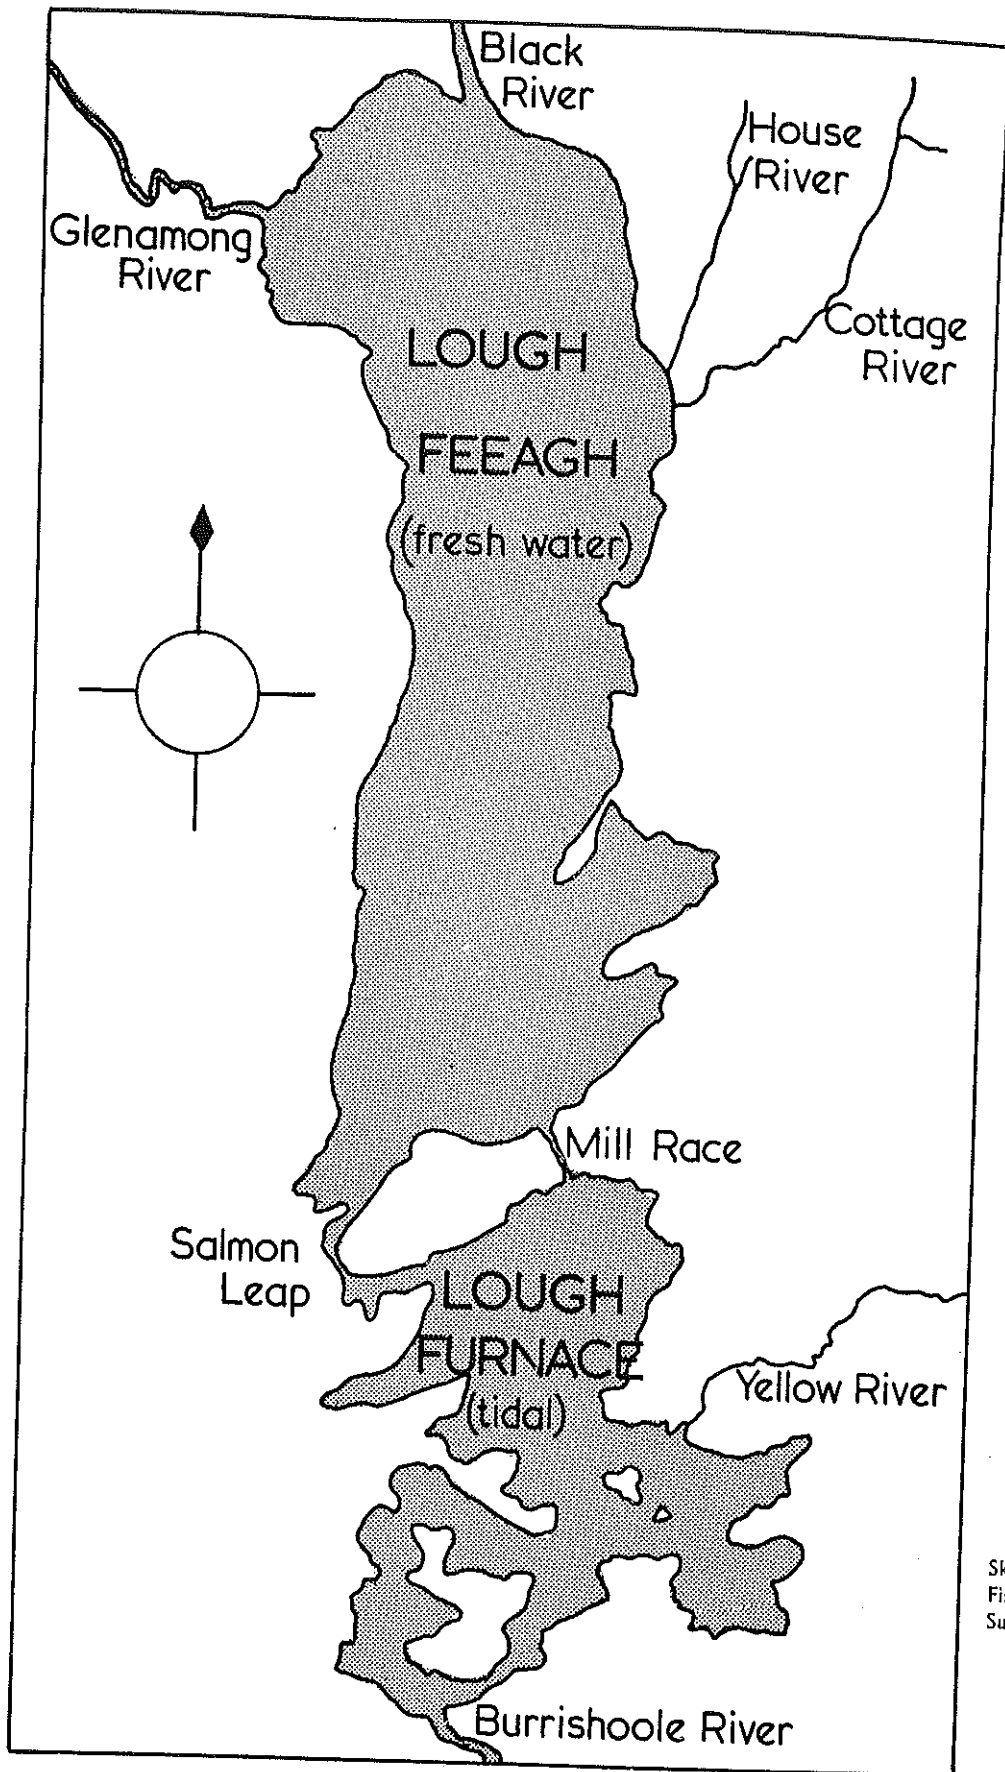 Black
River
House
River
Glenamong
River
Cottage
River
LOUGH
FEEAGH
(fresh water)
Mill Race
Salmon
Leap
LOUGH
FURNACE
(tidal)
Yellow River
Burrishoole River